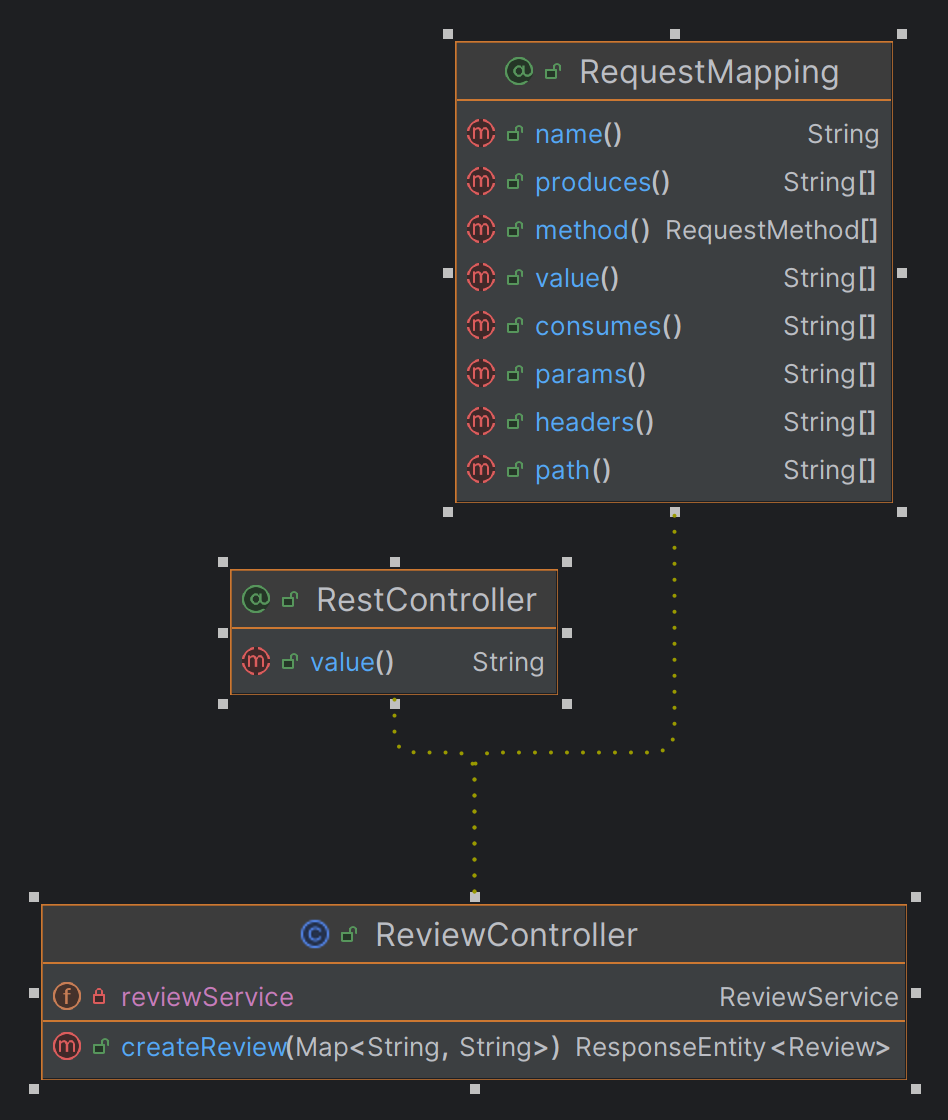 @ RequestMapping
m name() String
m produces() String[]
m method() RequestMethod[]
m value() String[]
m consumes() String[]
m params() String[]
m headers() String[]
m path() String[]
@ RestController
m value() String
C ReviewController
f reviewService ReviewService
m createReview(Map<String, String>) ResponseEntity<Review>